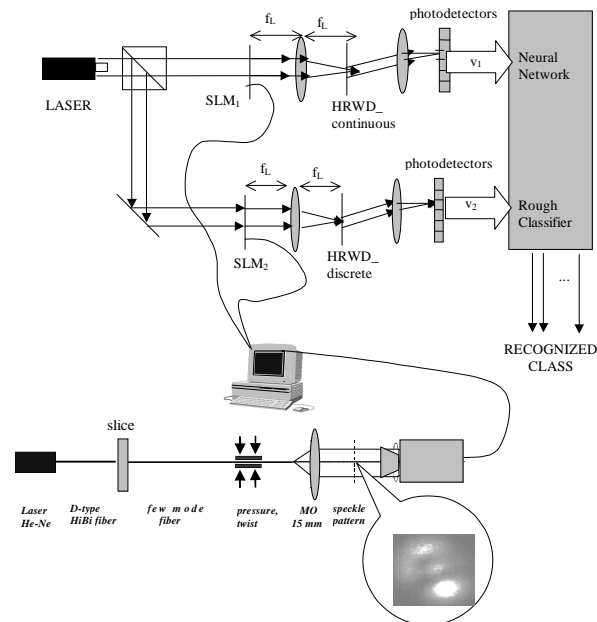 photodetectors
f_L
f_L
v_1
Neural
Network
LASER
SLM_1
HRWD_
continuous
photodetectors
f_L
f_L
v_2
Rough
Classifier
SLM_2
HRWD_
discrete
...
RECOGNIZED
CLASS
slice
Laser
He-Ne
D-type
HiBi fiber
few mode
fiber
pressure,
twist
MO
15 mm
speckle
pattern